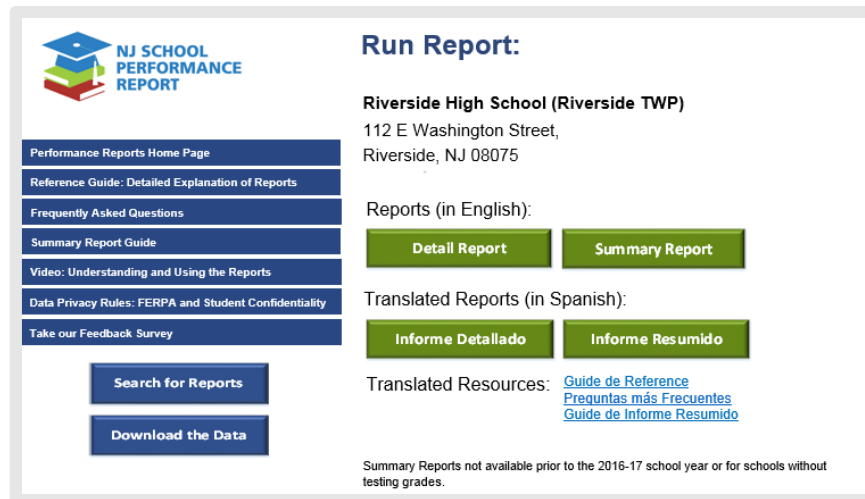 NJ SCHOOL
PERFORMANCE
REPORT
Performance Reports Home Page
Reference Guide: Detailed Explanation of Reports
Frequently Asked Questions
Summary Report Guide
Video: Understanding and Using the Reports
Data Privacy Rules: FERPA and Student Confidentiality
Take our Feedback Survey
Search for Reports
Download the Data
Run Report:
Riverside High School (Riverside TWP)
112 E Washington Street,
Riverside, NJ 08075
Reports (in English):
Detail Report
Summary Report
Translated Reports (in Spanish):
Informe Detallado
Informe Resumido
Translated Resources:
Guide de Reference
Preguntas más Frecuentes
Guide de Informe Resumido
Summary Reports not available prior to the 2016-17 school year or for schools without
testing grades.